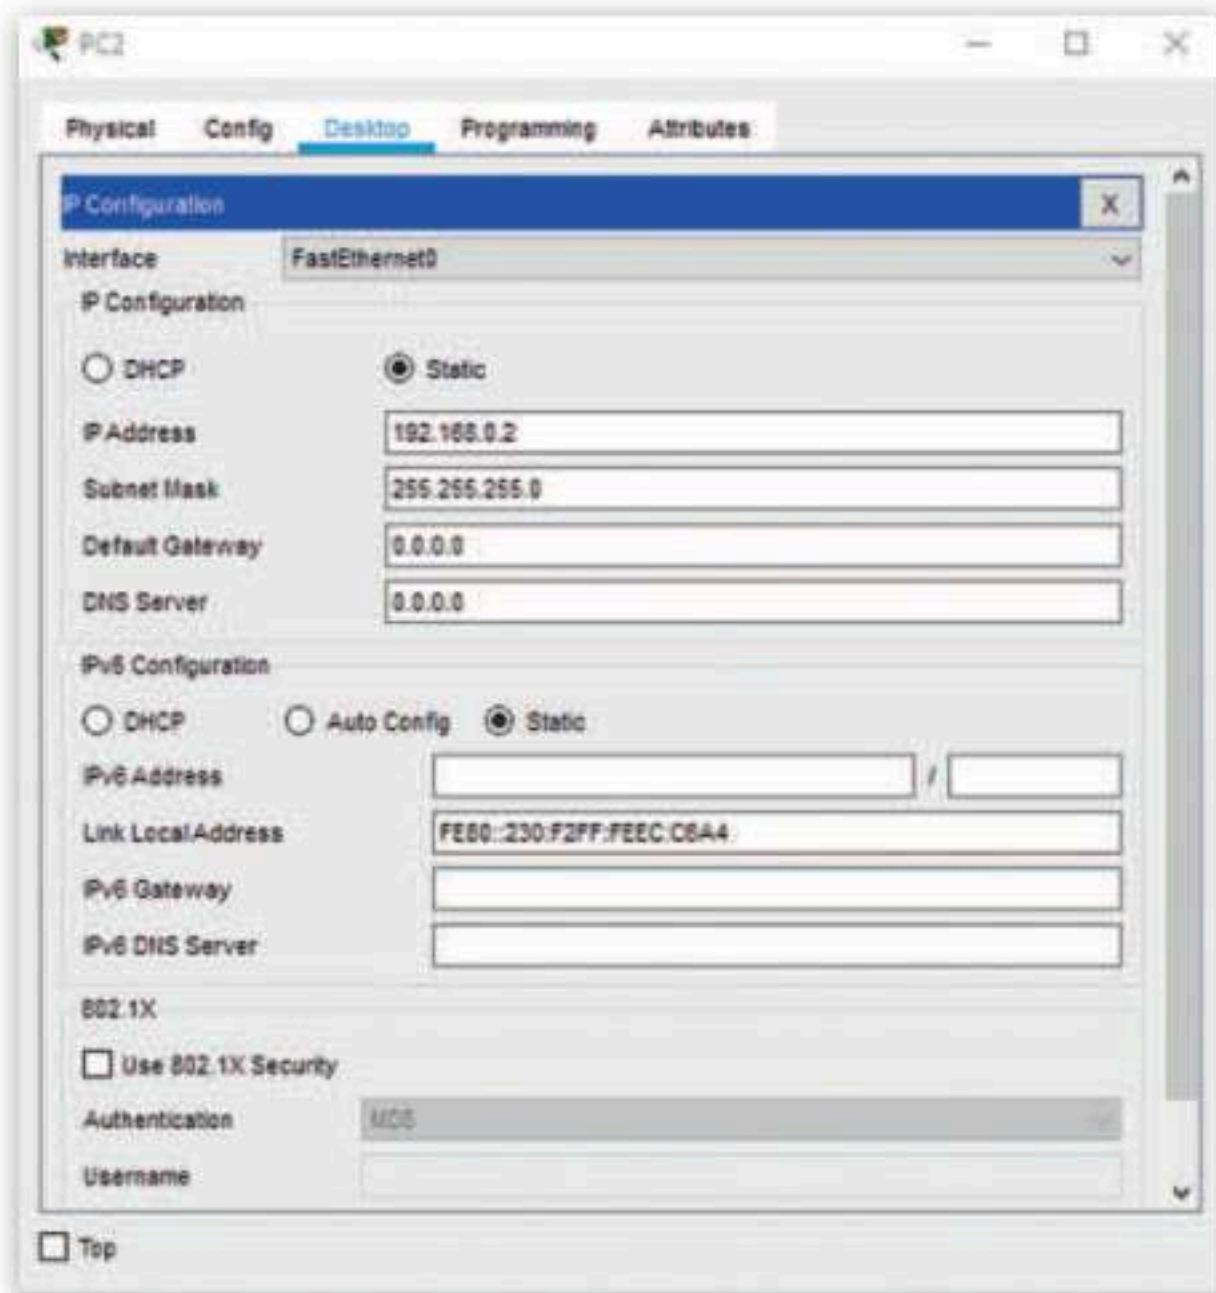 PC2
Physical Config Desktop Programming Attributes
IP Configuration X
Interface FastEthernet0
IP Configuration
DHCP Static
IP Address 192.168.0.2
Subnet Mask 255.255.255.0
Default Gateway 0.0.0.0
DNS Server 0.0.0.0
IPv6 Configuration
DHCP Auto Config Static
IPv6 Address /
Link Local Address FE80::230:F2FF:FEEC:C6A4
IPv6 Gateway
IPv6 DNS Server
802.1X
Use 802.1X Security
Authentication MD5
Username
Top